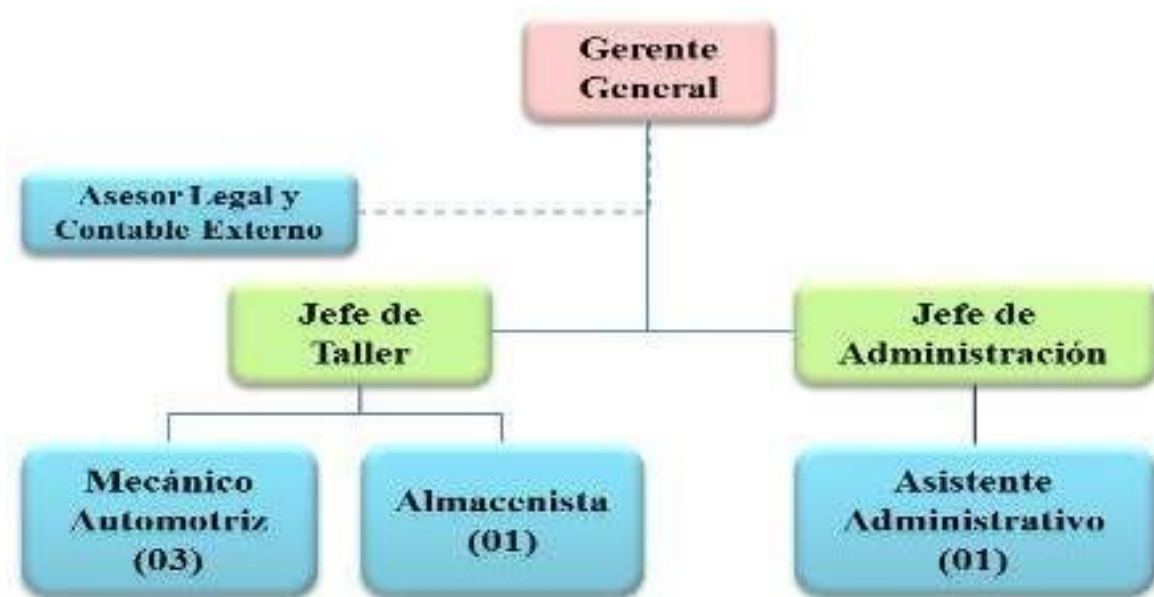 Gerente
General
Asesor Legal y
Contable Externo
Jefe de
Taller
Jefe de
Administración
Mecánico
Automotriz
(03)
Almacenista
(01)
Asistente
Administrativo
(01)